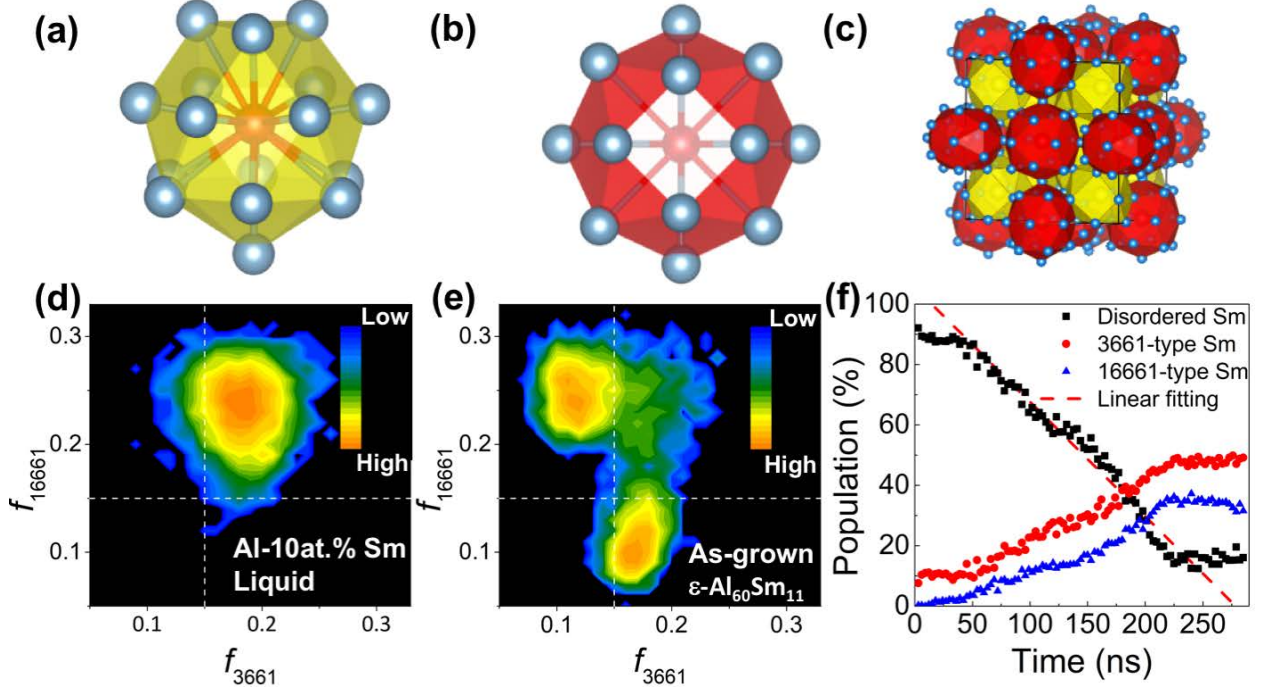 (a)
(b)
(c)
(d)
0.3
0.2
0.1
f16661
Low
High
Al-10at.% Sm
Liquid
0.1 0.2 0.3
f3661
(e)
0.3
0.2
0.1
f16661
Low
High
As-grown
ε-Al60Sm11
0.1 0.2 0.3
f3661
(f)
100
80
60
40
20
0
Population (%)
Disordered Sm
3661-type Sm
16661-type Sm
Linear fitting
0 50 100 150 200 250
Time (ns)